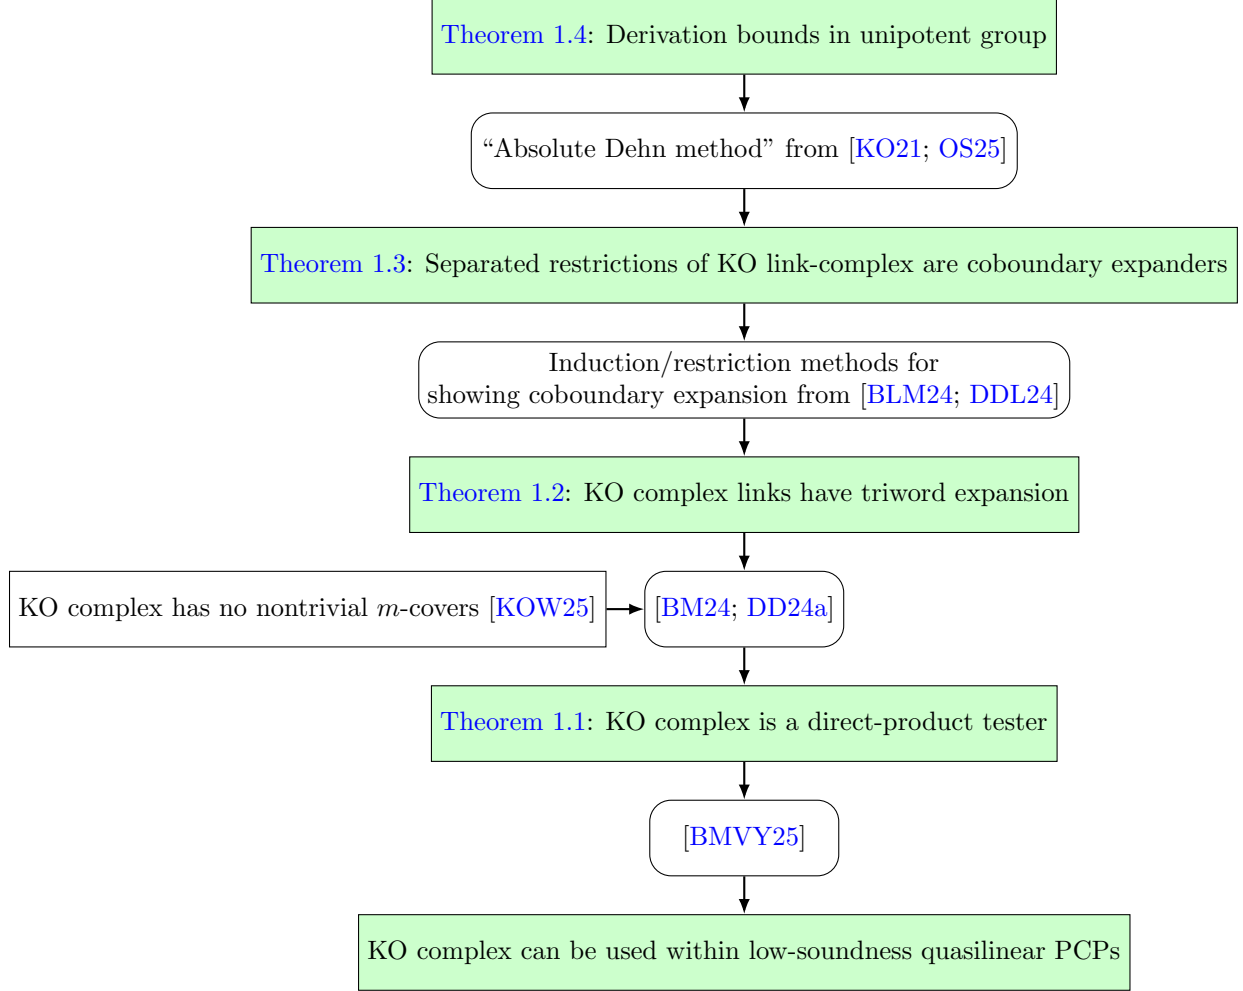 Theorem 1.4: Derivation bounds in unipotent group
“Absolute Dehn method” from [KO21; OS25]
Theorem 1.3: Separated restrictions of KO link-complex are coboundary expanders
Induction/restriction methods for
showing coboundary expansion from [BLM24; DDL24]
Theorem 1.2: KO complex links have triword expansion
KO complex has no nontrivial m-covers [KOW25]
[BM24; DD24a]
Theorem 1.1: KO complex is a direct-product tester
[BMVY25]
KO complex can be used within low-soundness quasilinear PCPs